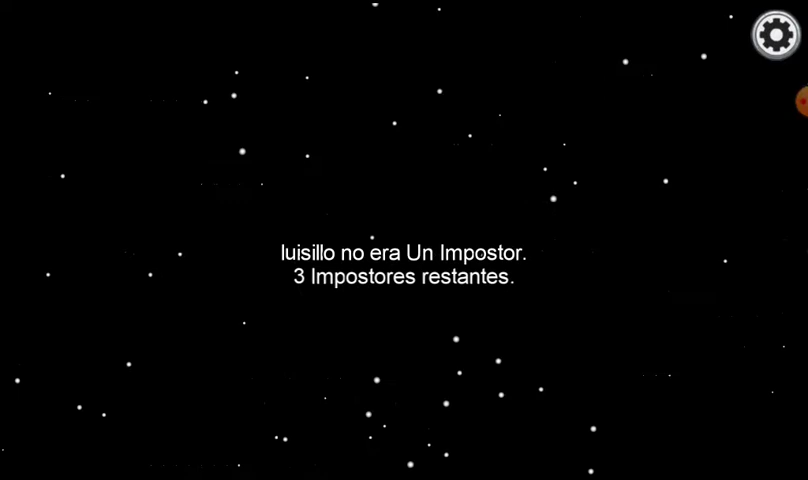 luisillo no era Un Impostor.
3 Impostores restantes.